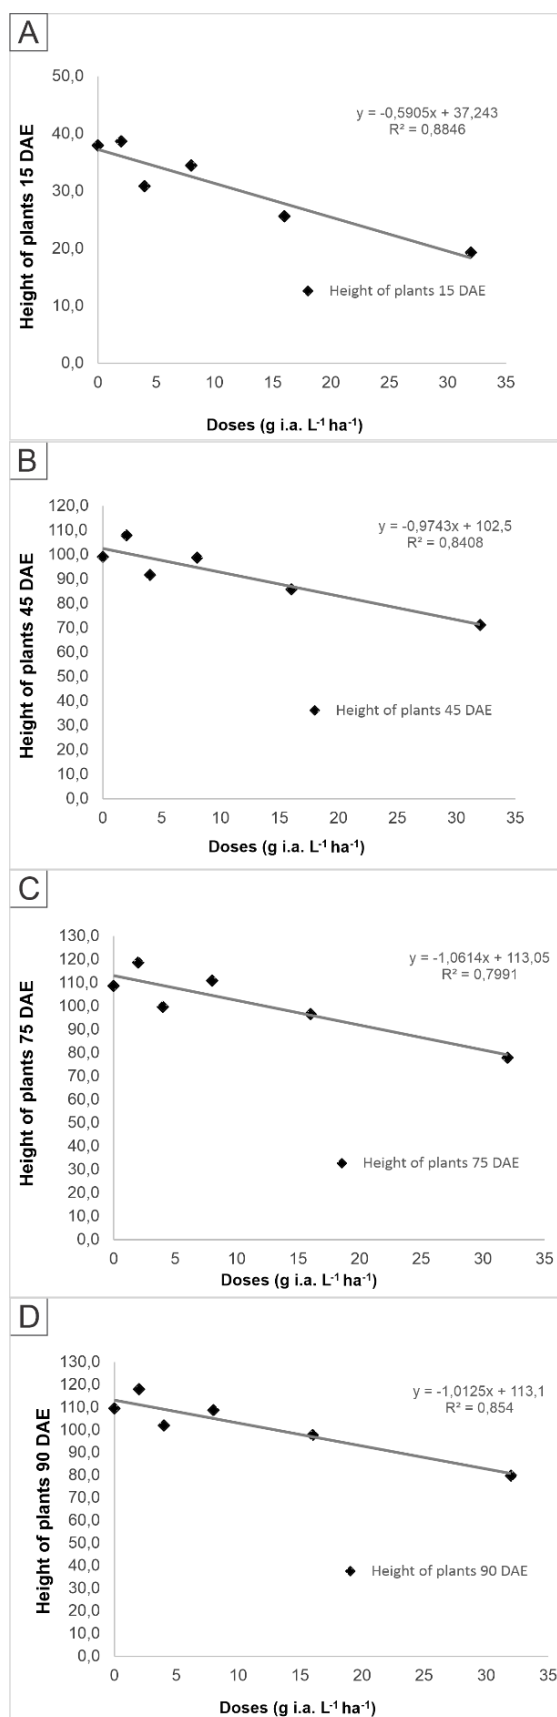 A
50,0
40,0
30,0
20,0
10,0
0,0
Height of plants 15 DAE
y = -0,5905x + 37,243
R² = 0,8846
Height of plants 15 DAE
0 5 10 15 20 25 30 35
Doses (g i.a. L⁻¹ ha⁻¹)
B
120,0
110,0
100,0
90,0
80,0
70,0
60,0
50,0
40,0
30,0
20,0
10,0
0,0
Height of plants 45 DAE
y = -0,9743x + 102,5
R² = 0,8408
Height of plants 45 DAE
0 5 10 15 20 25 30 35
Doses (g i.a. L⁻¹ ha⁻¹)
C
130,0
120,0
110,0
100,0
90,0
80,0
70,0
60,0
50,0
40,0
30,0
20,0
10,0
0,0
Height of plants 75 DAE
y = -1,0614x + 113,05
R² = 0,7991
Height of plants 75 DAE
0 5 10 15 20 25 30 35
Doses (g i.a. L⁻¹ ha⁻¹)
D
130,0
120,0
110,0
100,0
90,0
80,0
70,0
60,0
50,0
40,0
30,0
20,0
10,0
0,0
Height of plants 90 DAE
y = -1,0125x + 113,1
R² = 0,854
Height of plants 90 DAE
0 5 10 15 20 25 30 35
Doses (g i.a. L⁻¹ ha⁻¹)